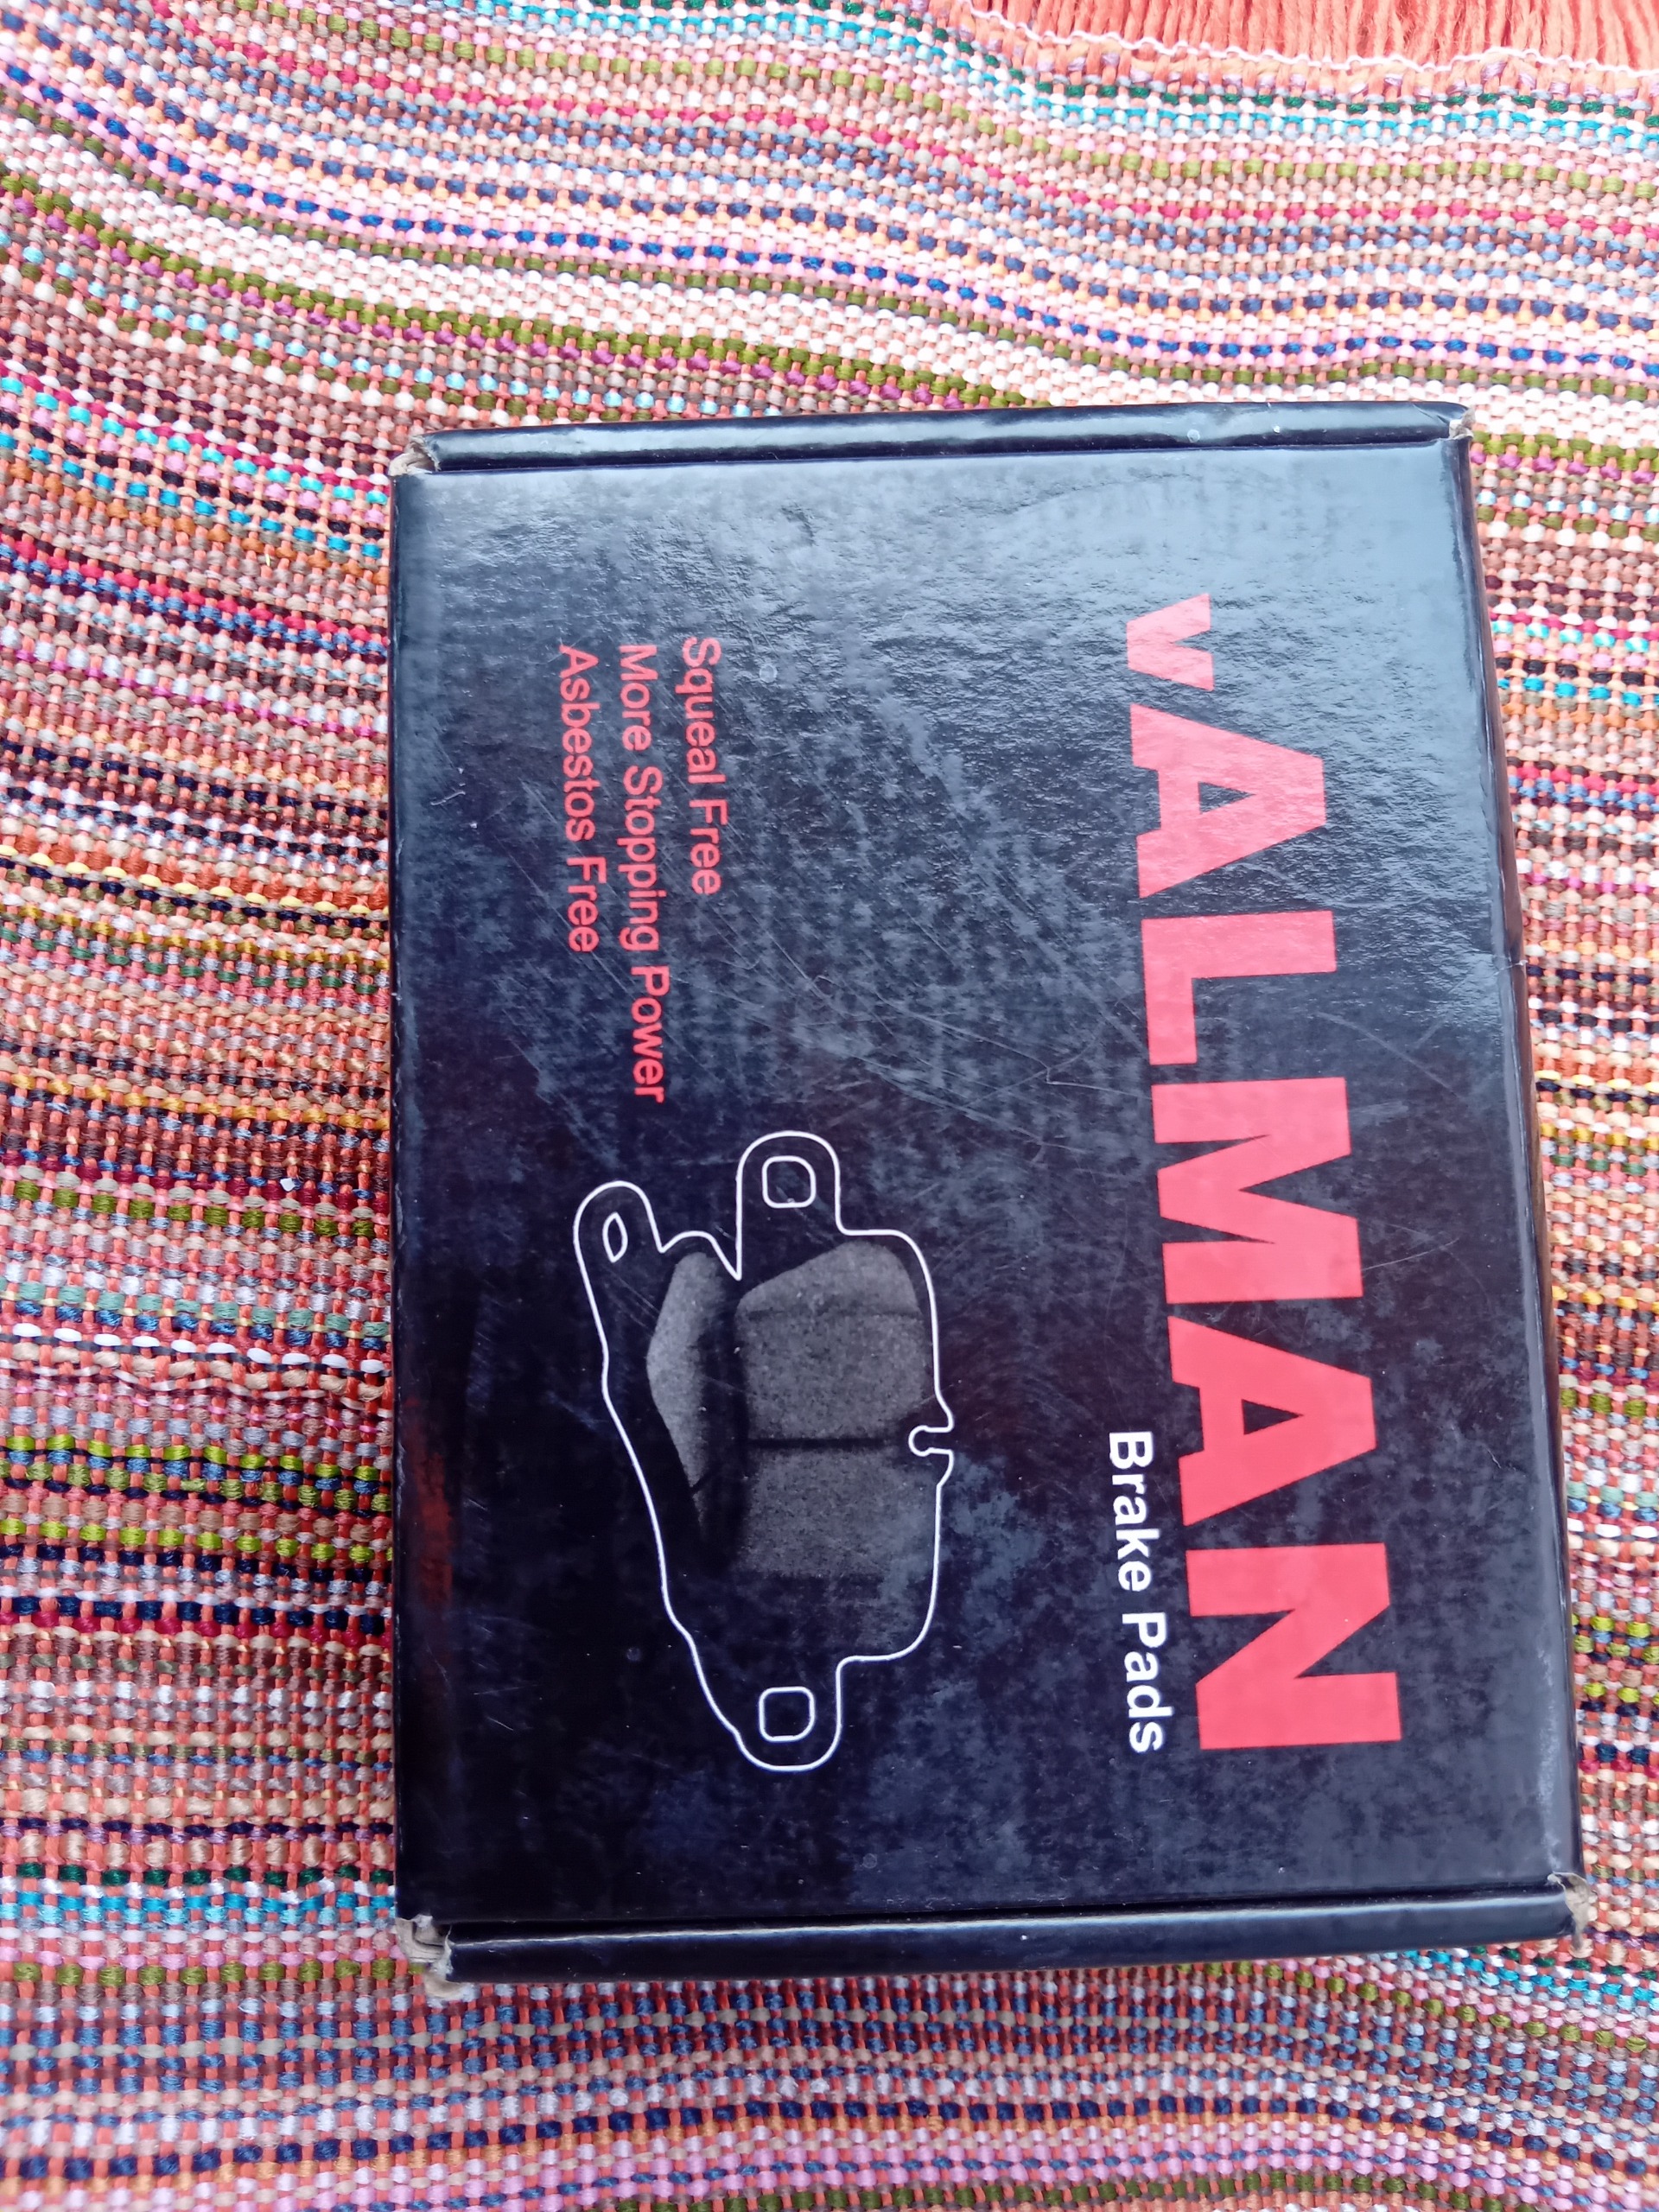 vALMAN
Brake Pads
Squeal Free
More Stopping Power
Asbestos Free